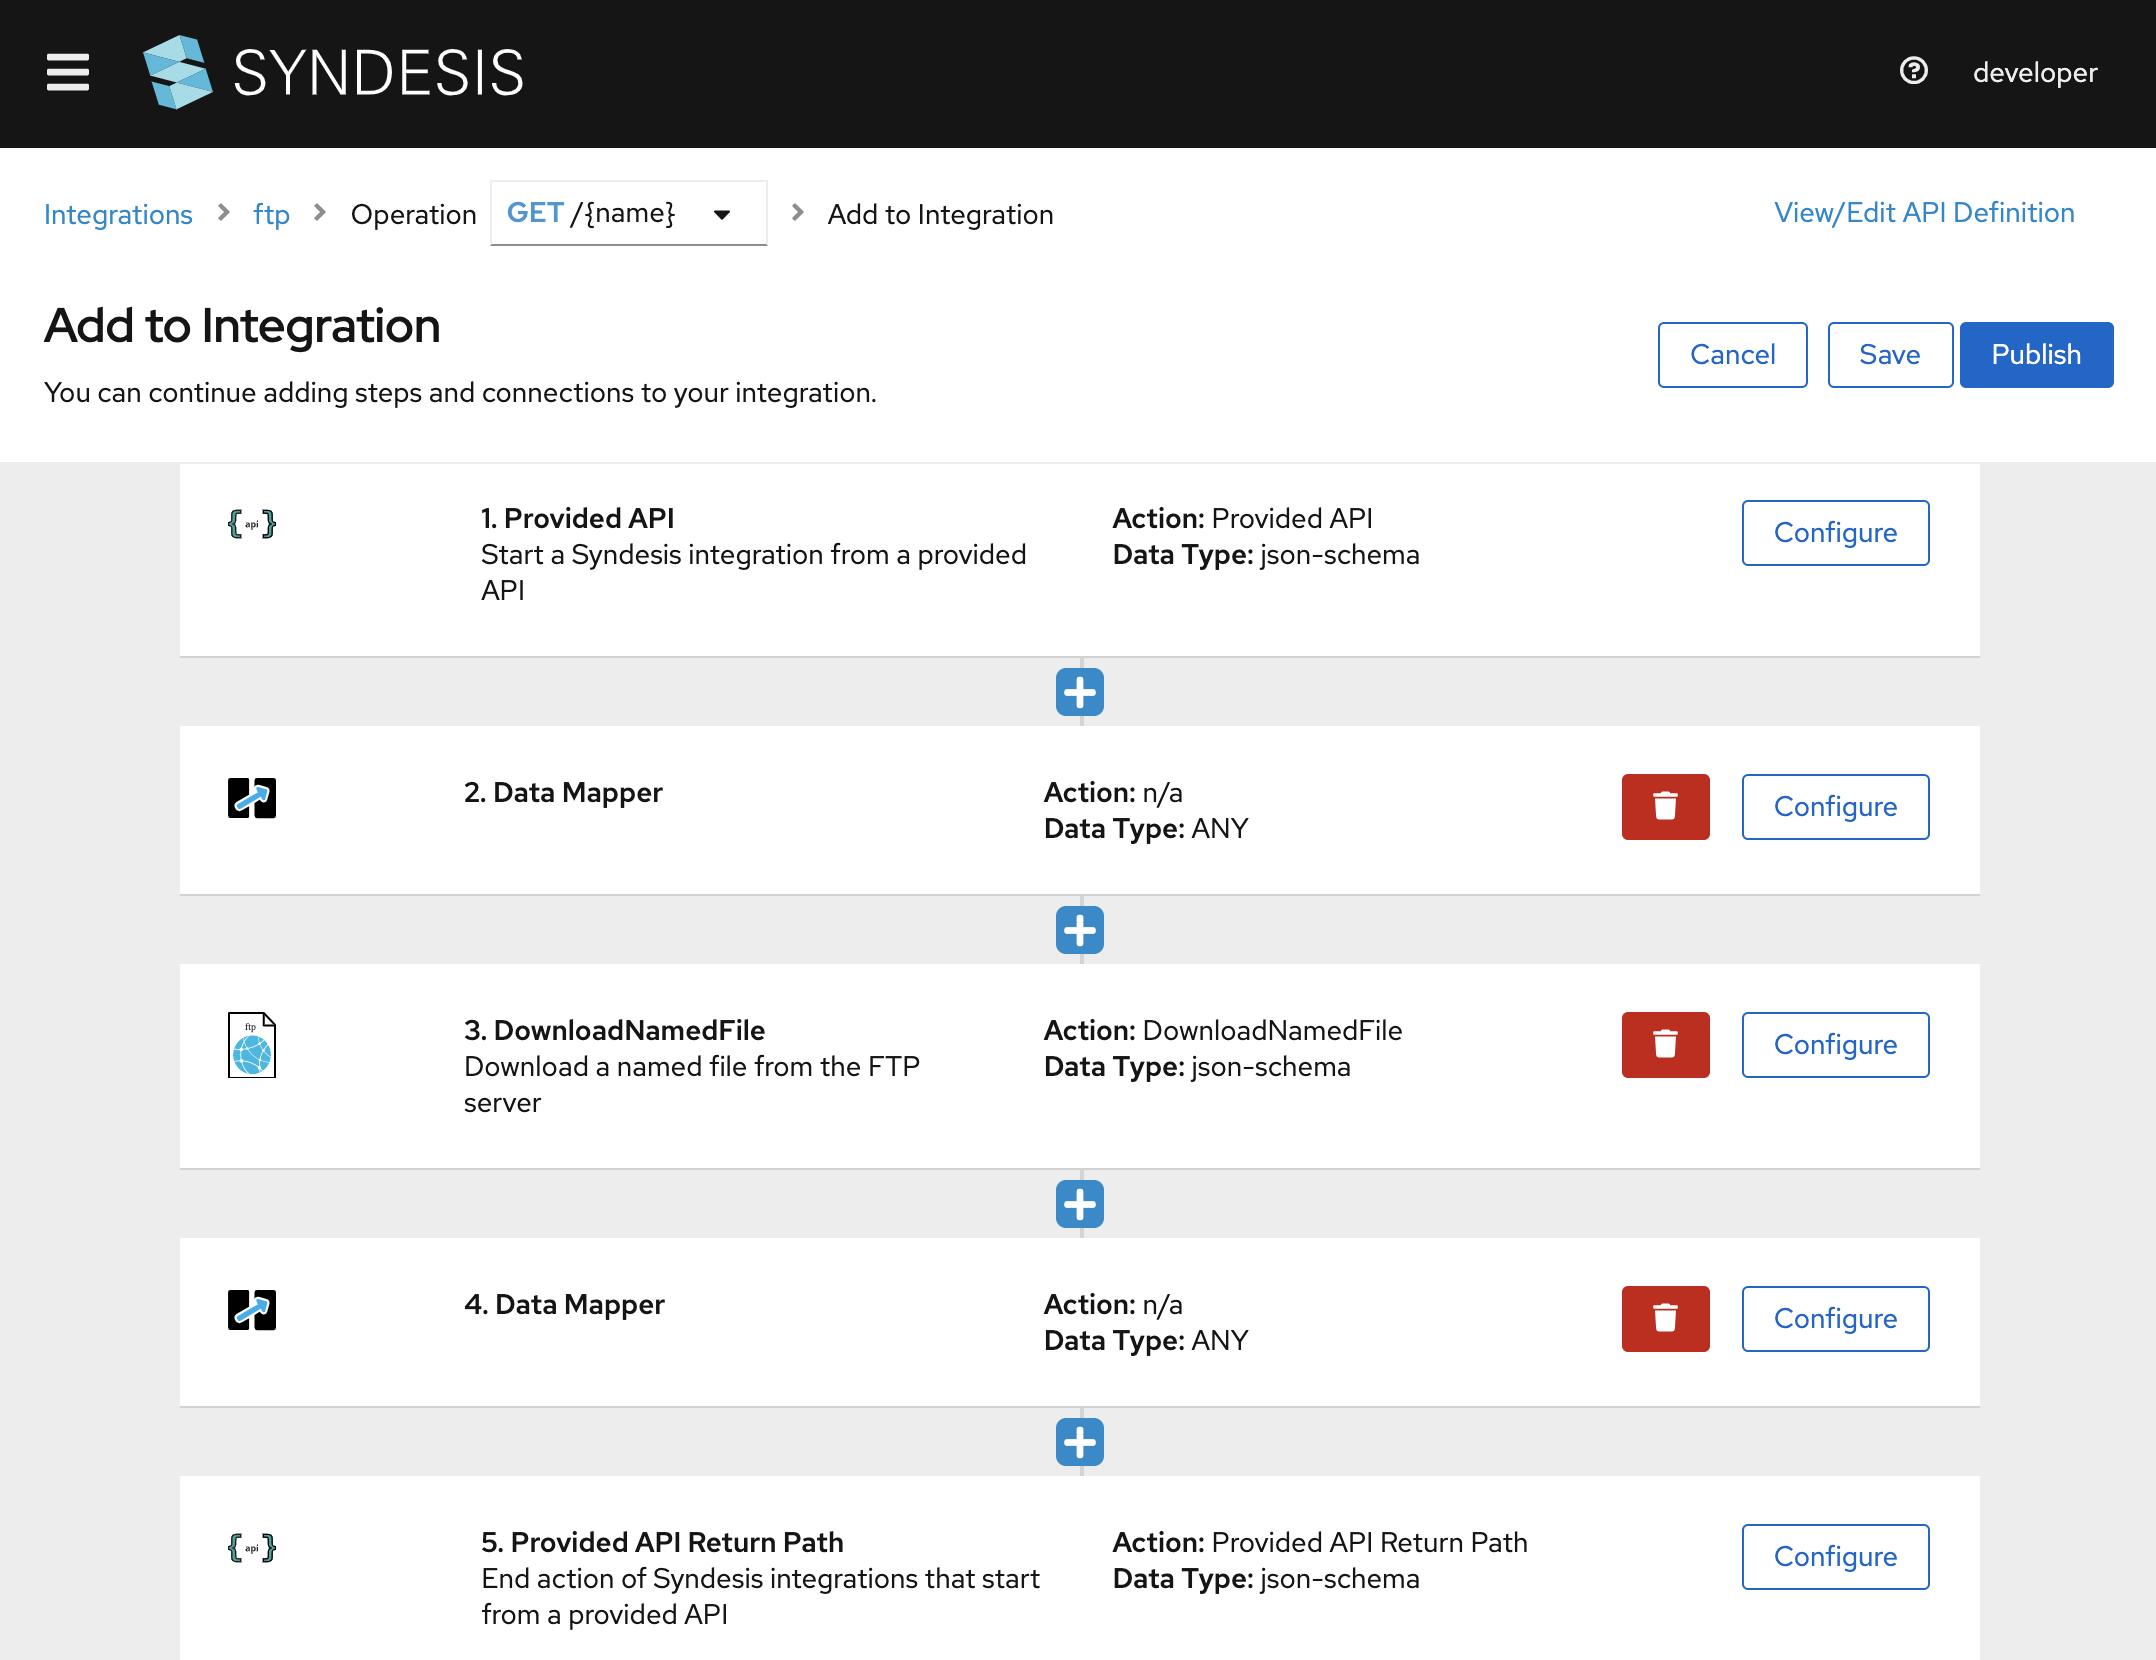 SYNDESIS
developer
Integrations > ftp > Operation GET /{name} > Add to Integration
View/Edit API Definition
Add to Integration
You can continue adding steps and connections to your integration.
Cancel
Save
Publish
{ api }
1. Provided API
Start a Syndesis integration from a provided
API
Action: Provided API
Data Type: json-schema
Configure
2. Data Mapper
Action: n/a
Data Type: ANY
Configure
ftp
3. DownloadNamedFile
Download a named file from the FTP
server
Action: DownloadNamedFile
Data Type: json-schema
Configure
4. Data Mapper
Action: n/a
Data Type: ANY
Configure
{ api }
5. Provided API Return Path
End action of Syndesis integrations that start
from a provided API
Action: Provided API Return Path
Data Type: json-schema
Configure